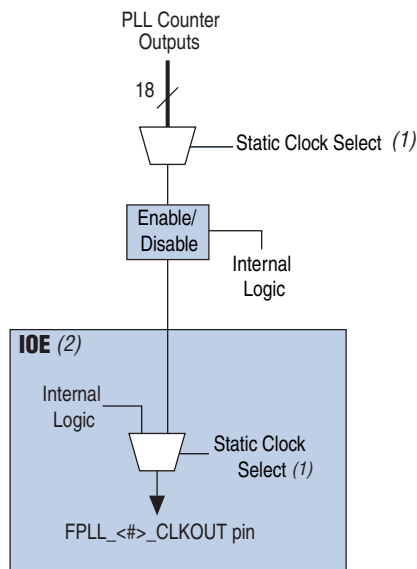 PLL Counter
Outputs
18
Static Clock Select (1)
Enable/
Disable
Internal
Logic
IOE (2)
Internal
Logic
Static Clock
Select (1)
FPLL_<#>_CLKOUT pin